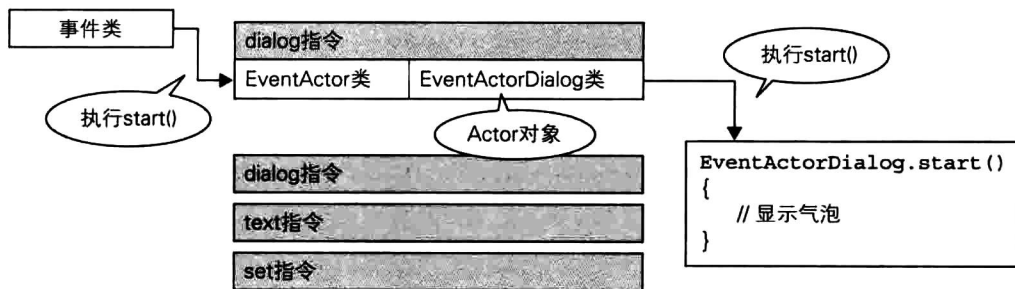 事件类
执行start()
dialog指令
EventActor类
EventActorDialog类
Actor对象
执行start()
EventActorDialog.start()
{
// 显示气泡
}
dialog指令
text指令
set指令